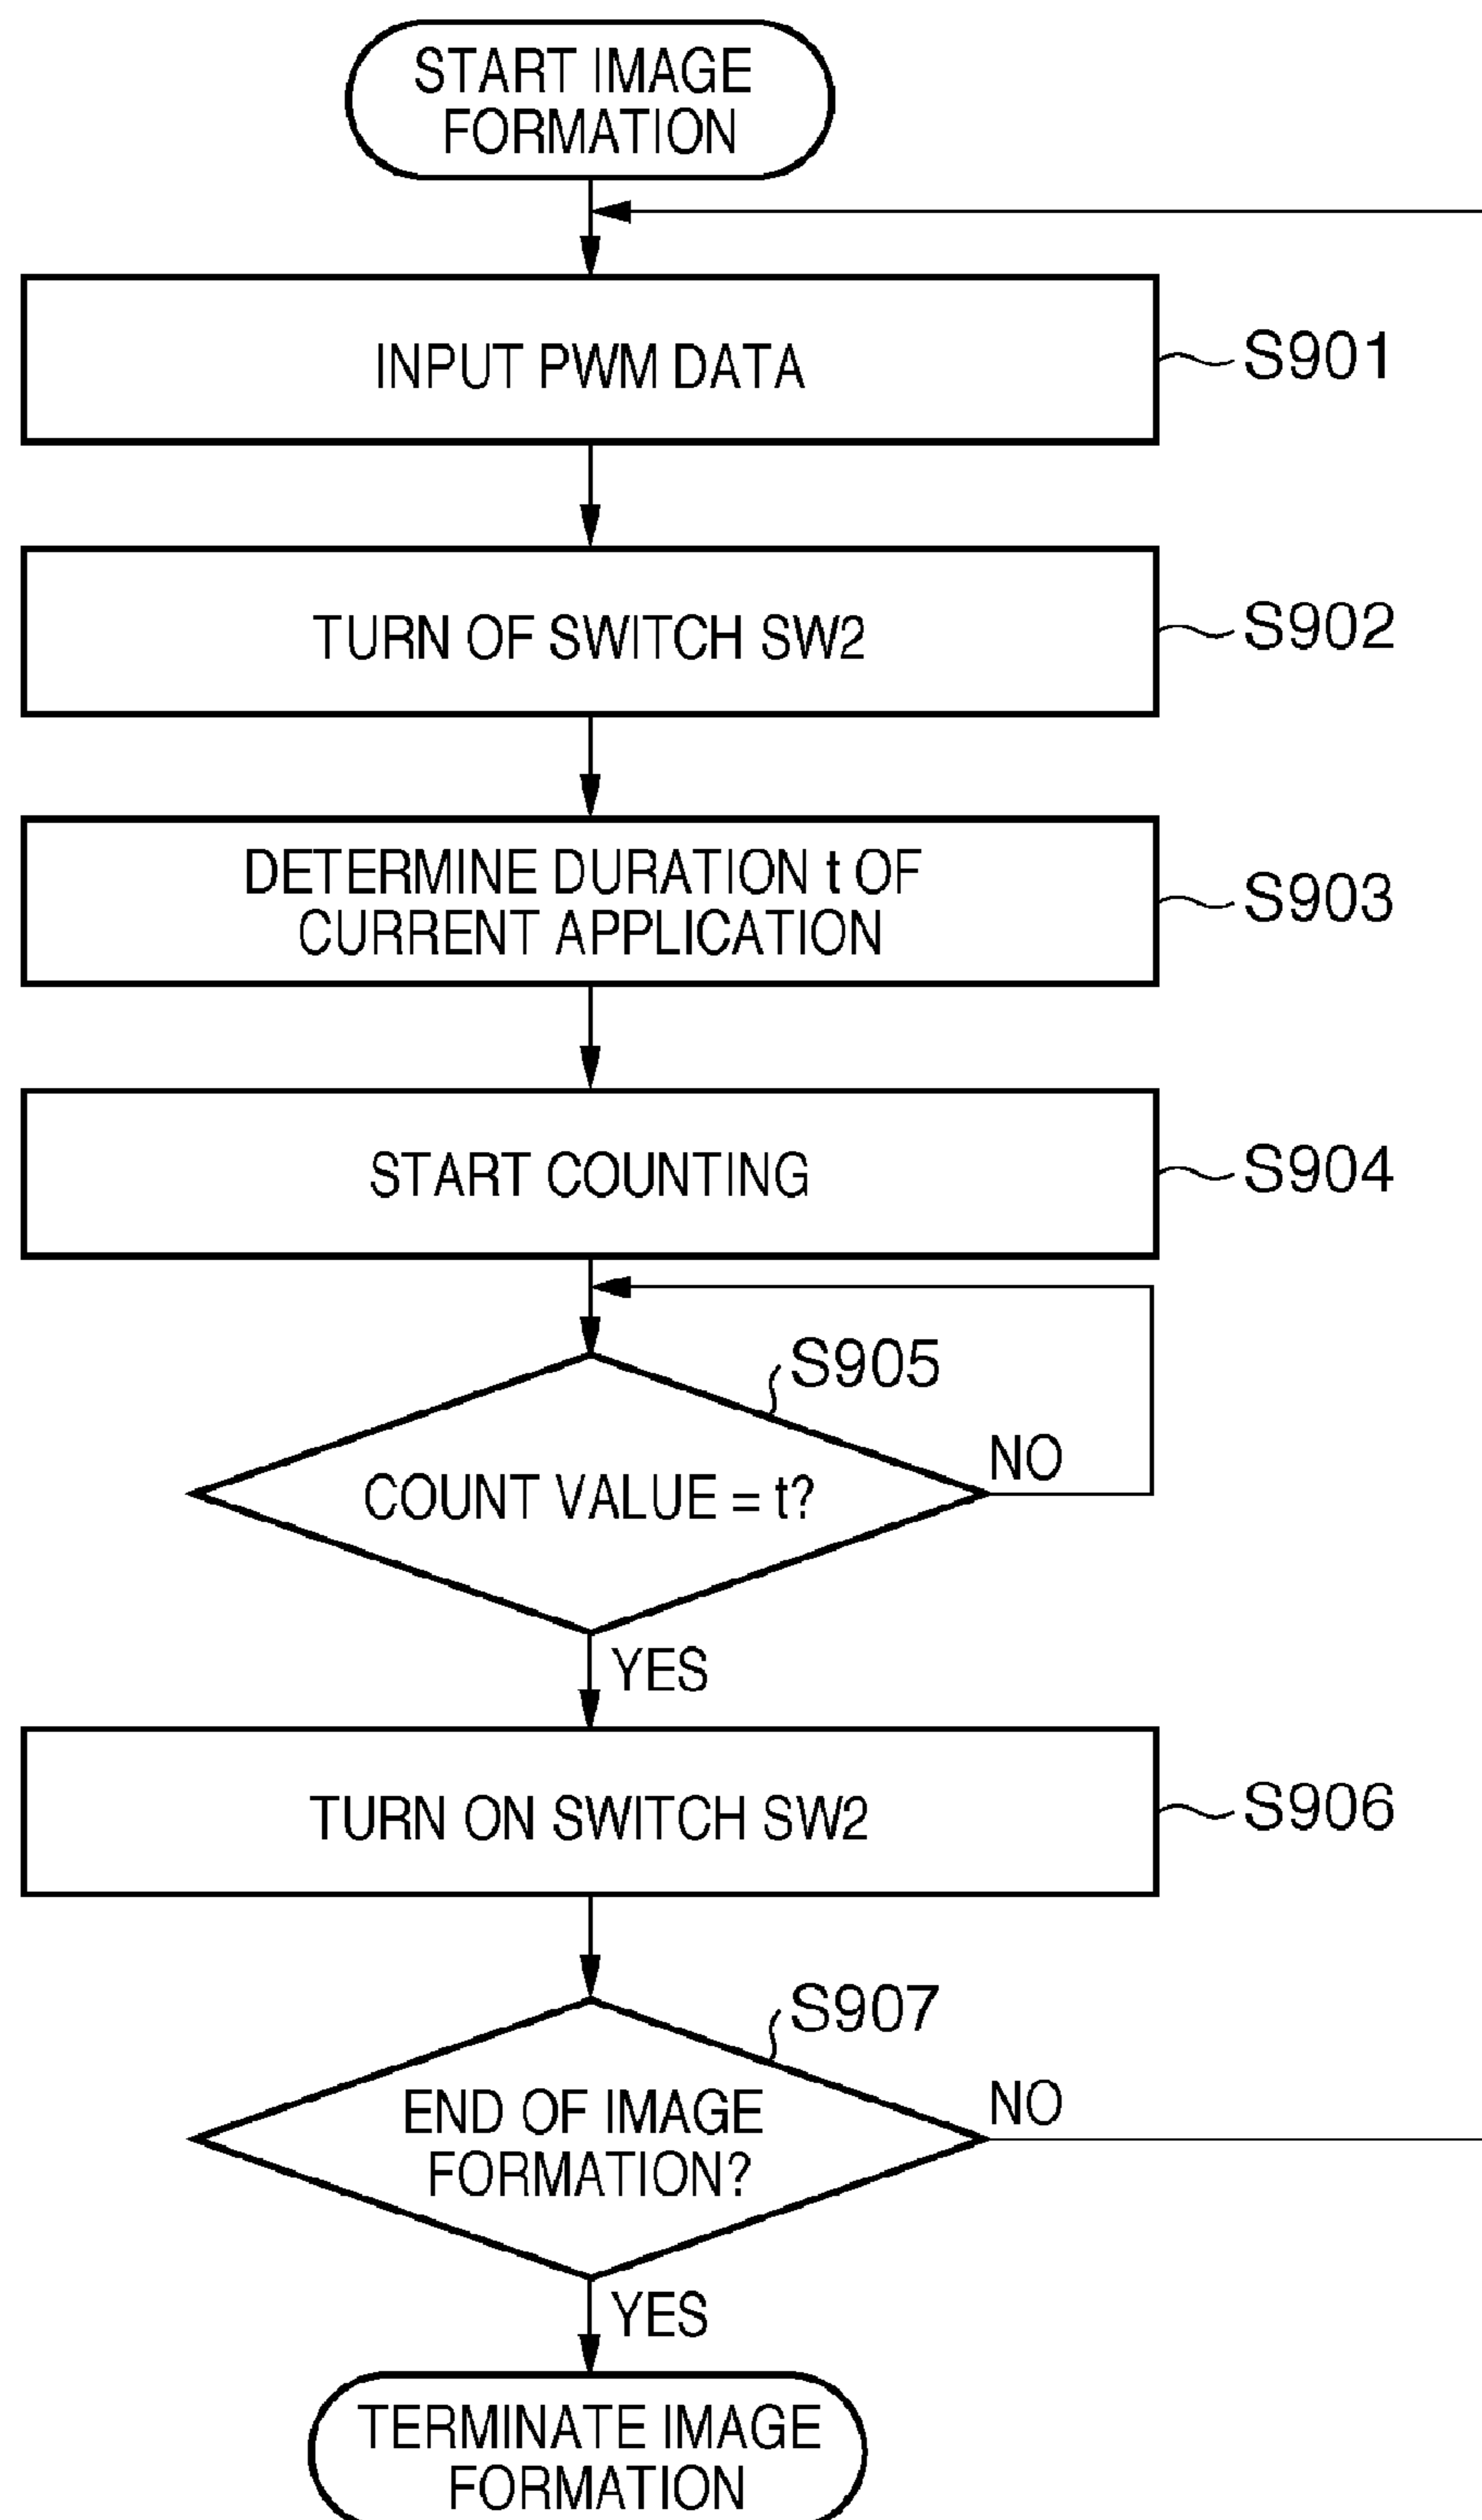 START IMAGE
FORMATION
INPUT PWM DATA
S901
TURN OF SWITCH SW2
S902
DETERMINE DURATION t OF
CURRENT APPLICATION
S903
START COUNTING
S904
S905
COUNT VALUE = t?
NO
YES
TURN ON SWITCH SW2
S906
S907
END OF IMAGE
FORMATION?
NO
YES
TERMINATE IMAGE
FORMATION